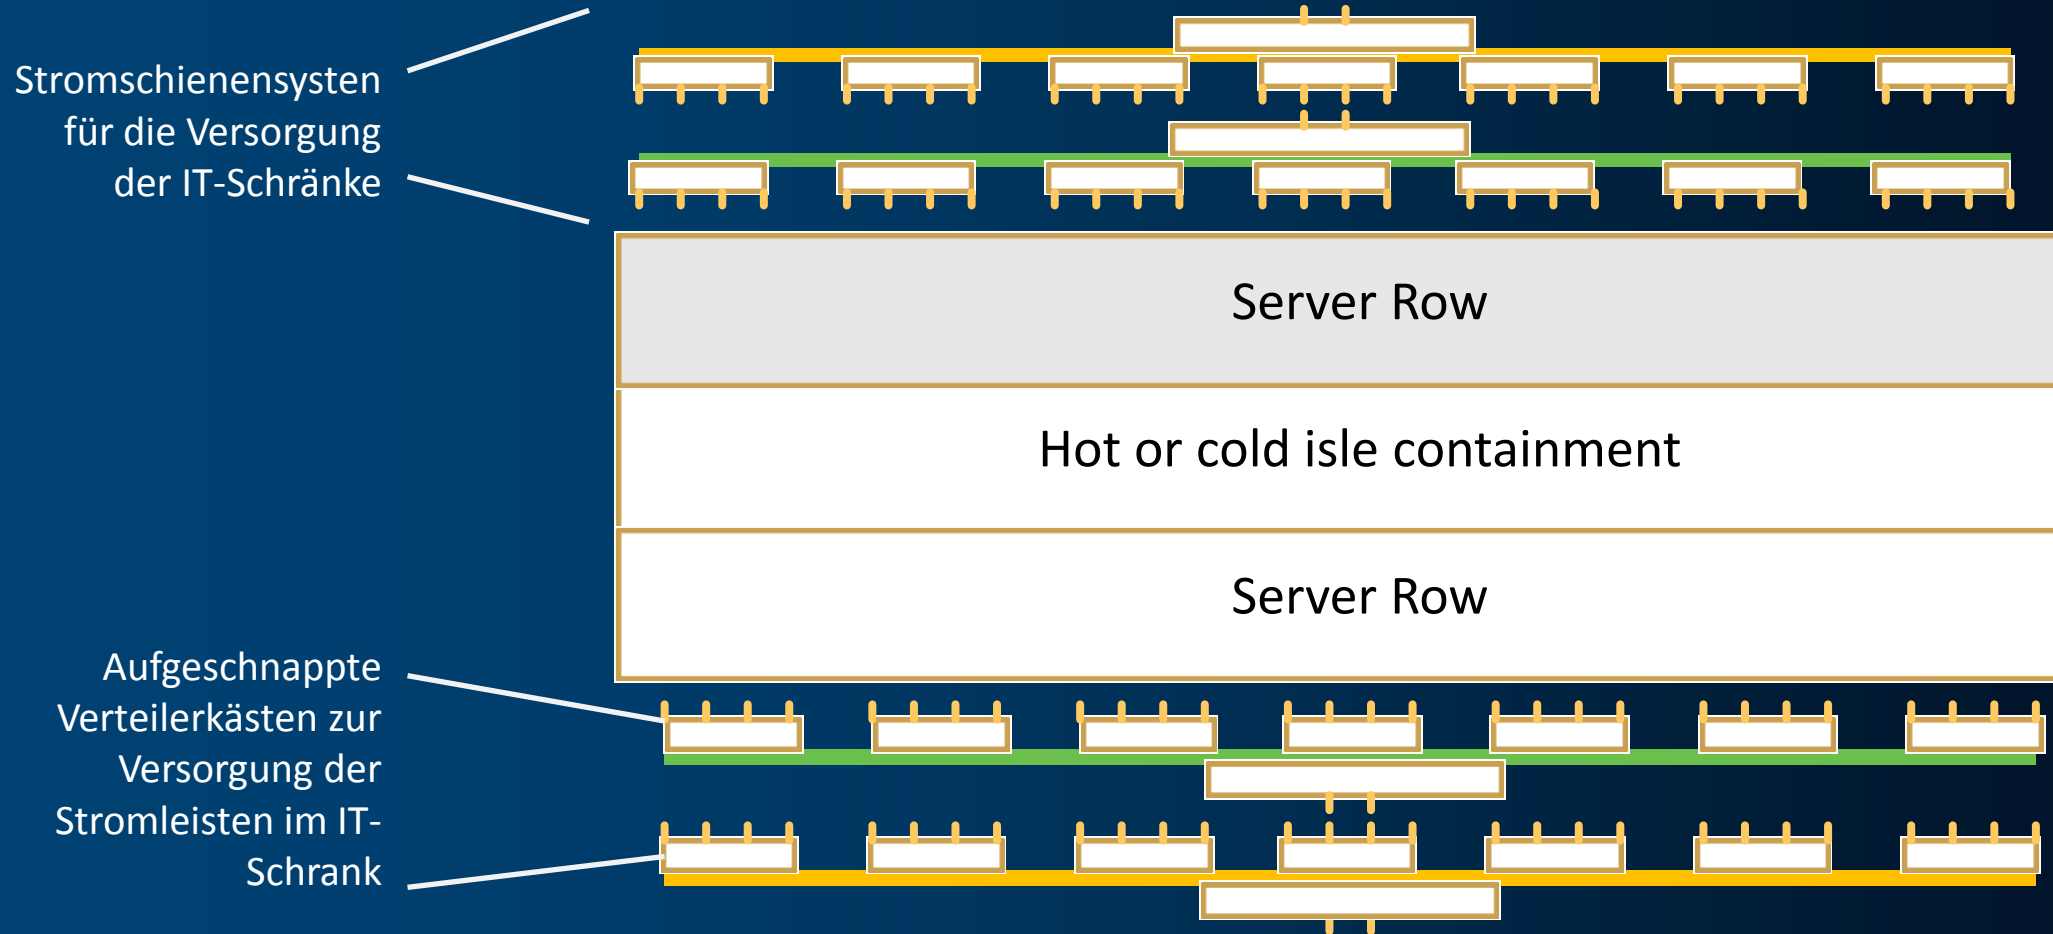 Stromschienensysten
für die Versorgung
der IT-Schränke
Server Row
Hot or cold isle containment
Server Row
Aufgeschnappte
Verteilerkästen zur
Versorgung der
Stromleisten im IT-
Schrank